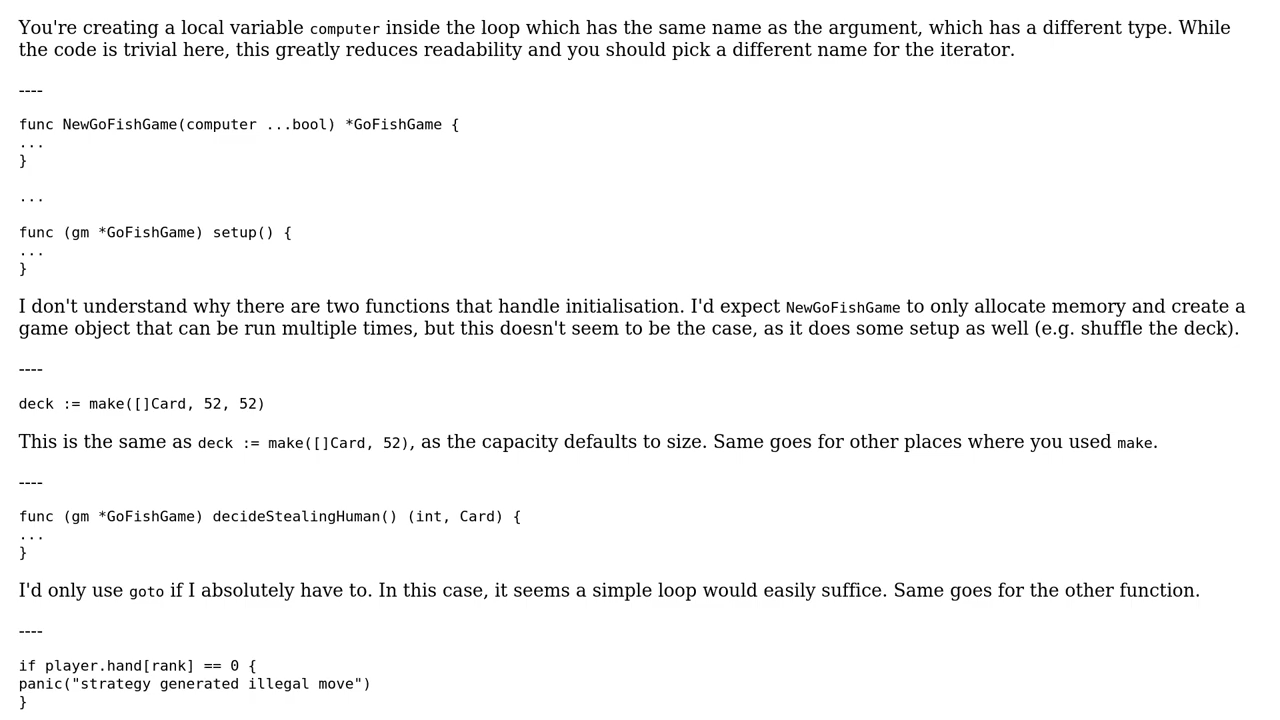 You're creating a local variable computer inside the loop which has the same name as the argument, which has a different type. While
the code is trivial here, this greatly reduces readability and you should pick a different name for the iterator.
----
func NewGoFishGame(computer ...bool) *GoFishGame {
...
}
...
func (gm *GoFishGame) setup() {
...
}
I don't understand why there are two functions that handle initialisation. I'd expect NewGoFishGame to only allocate memory and create a
game object that can be run multiple times, but this doesn't seem to be the case, as it does some setup as well (e.g. shuffle the deck).
----
deck := make([]Card, 52, 52)
This is the same as deck := make([]Card, 52), as the capacity defaults to size. Same goes for other places where you used make.
----
func (gm *GoFishGame) decideStealingHuman() (int, Card) {
...
}
I'd only use goto if I absolutely have to. In this case, it seems a simple loop would easily suffice. Same goes for the other function.
----
if player.hand[rank] == 0 {
panic("strategy generated illegal move")
}